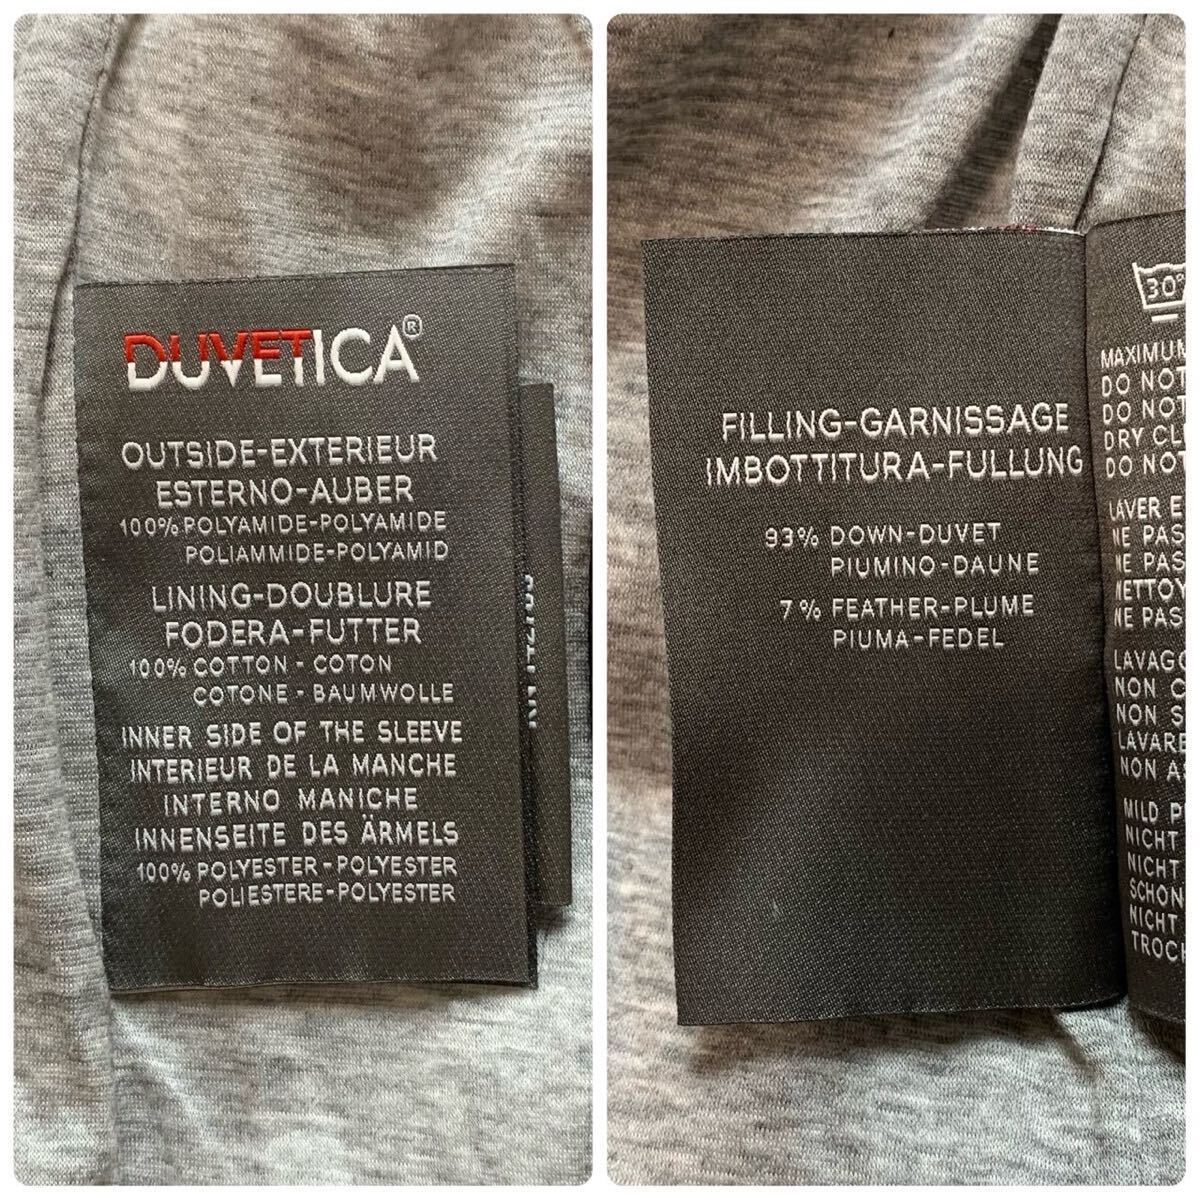 DUVETICA®
OUTSIDE-EXTERIEUR
ESTERNO-AUBER
100% POLYAMIDE-POLYAMIDE
POLIAMMIDE-POLYAMID
LINING-DOUBLURE
FODERA-FUTTER
100% COTTON - COTON
COTONE - BAUMWOLLE
INNER SIDE OF THE SLEEVE
INTERIEUR DE LA MANCHE
INTERNO MANICHE
INNENSEITE DES ÄRMELS
100% POLYESTER-POLYESTER
POLIESTERE-POLYESTER
FILLING-GARNISSAGE
IMBOTTITURA-FULLUNG
93% DOWN-DUVET
PIUMINO-DAUNE
7% FEATHER-PLUME
PIUMA-FEDEL
30°
MAXIMUM
DO NOT
DO NOT
DRY CL
DO NOT
LAVER E
NE PAS
NE PAS
NETTOY
NE PAS
LAVAGG
NON C
NON S
LAVARE
NON A
MILD P
NICHT
NICHT
SCHON
NICHT
TROCK